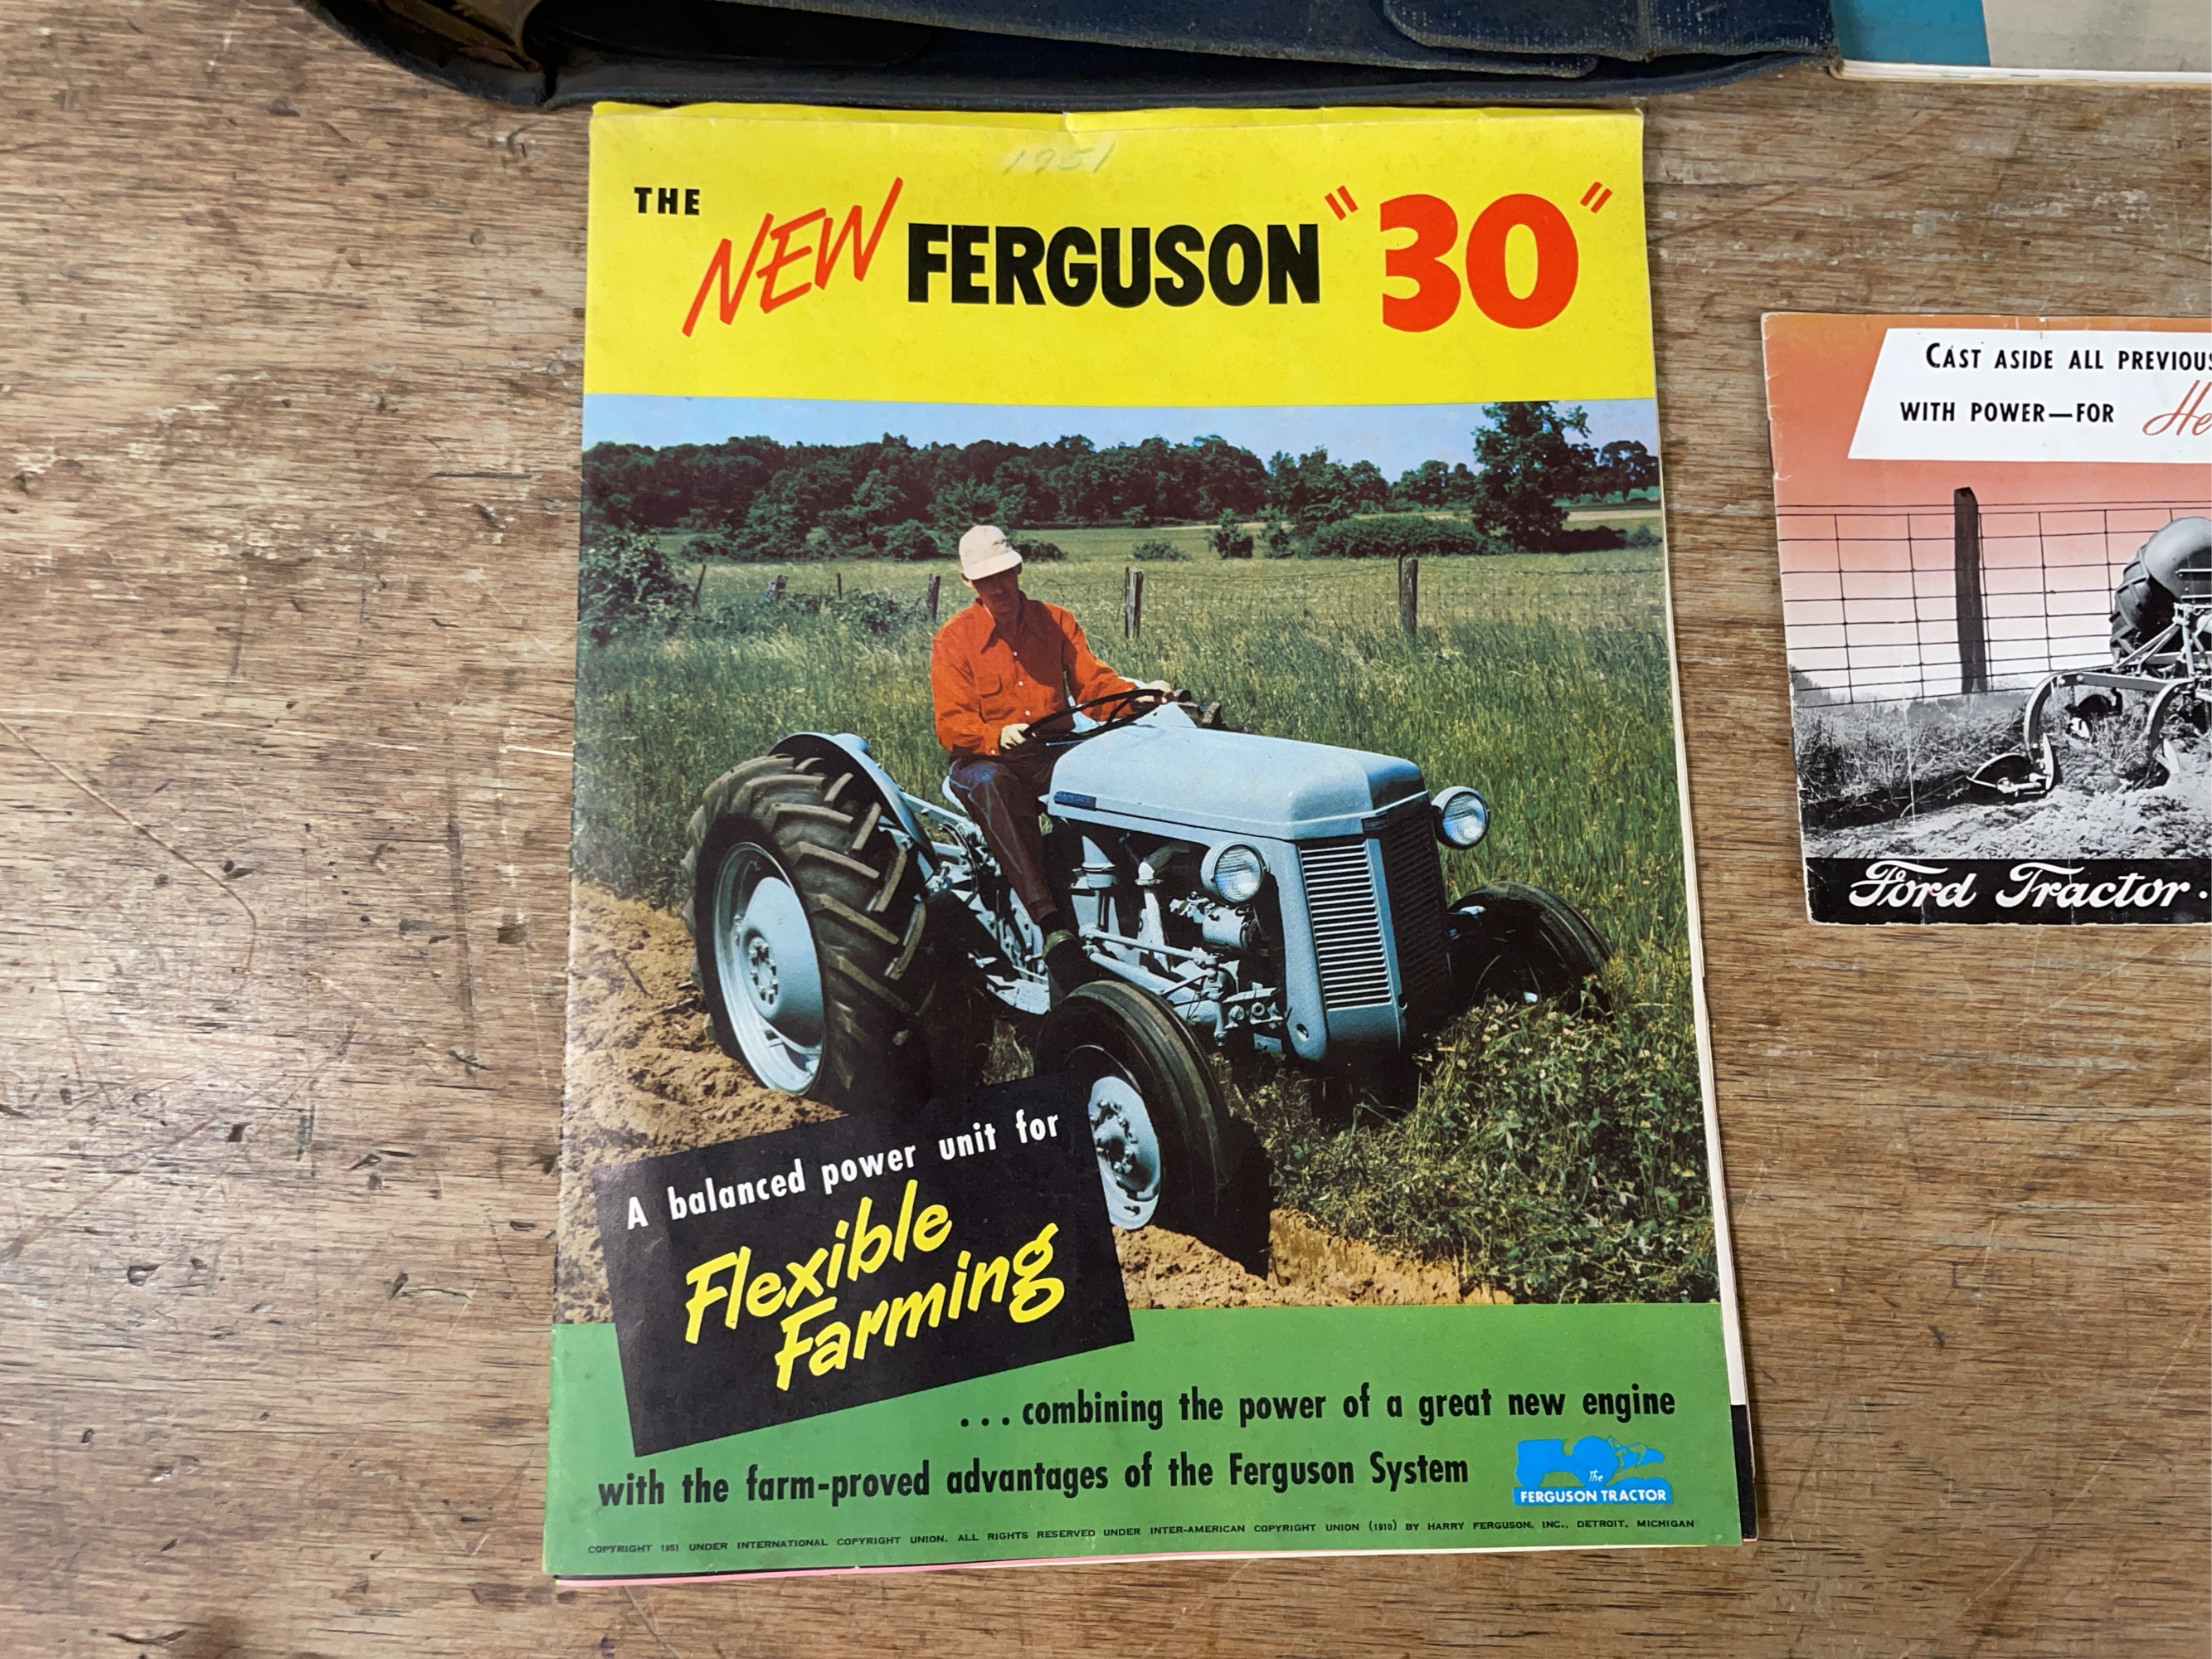 1951
THE NEW FERGUSON "30"
A balanced power unit for
Flexible
Farming
...combining the power of a great new engine
with the farm-proved advantages of the Ferguson System
The
FERGUSON TRACTOR
COPYRIGHT 1951 UNDER INTERNATIONAL COPYRIGHT UNION. ALL RIGHTS RESERVED UNDER INTER-AMERICAN COPYRIGHT UNION (1910) BY HARRY FERGUSON, INC., DETROIT, MICHIGAN
CAST ASIDE ALL PREVIOUS
WITH POWER—FOR He
Ford Tractor